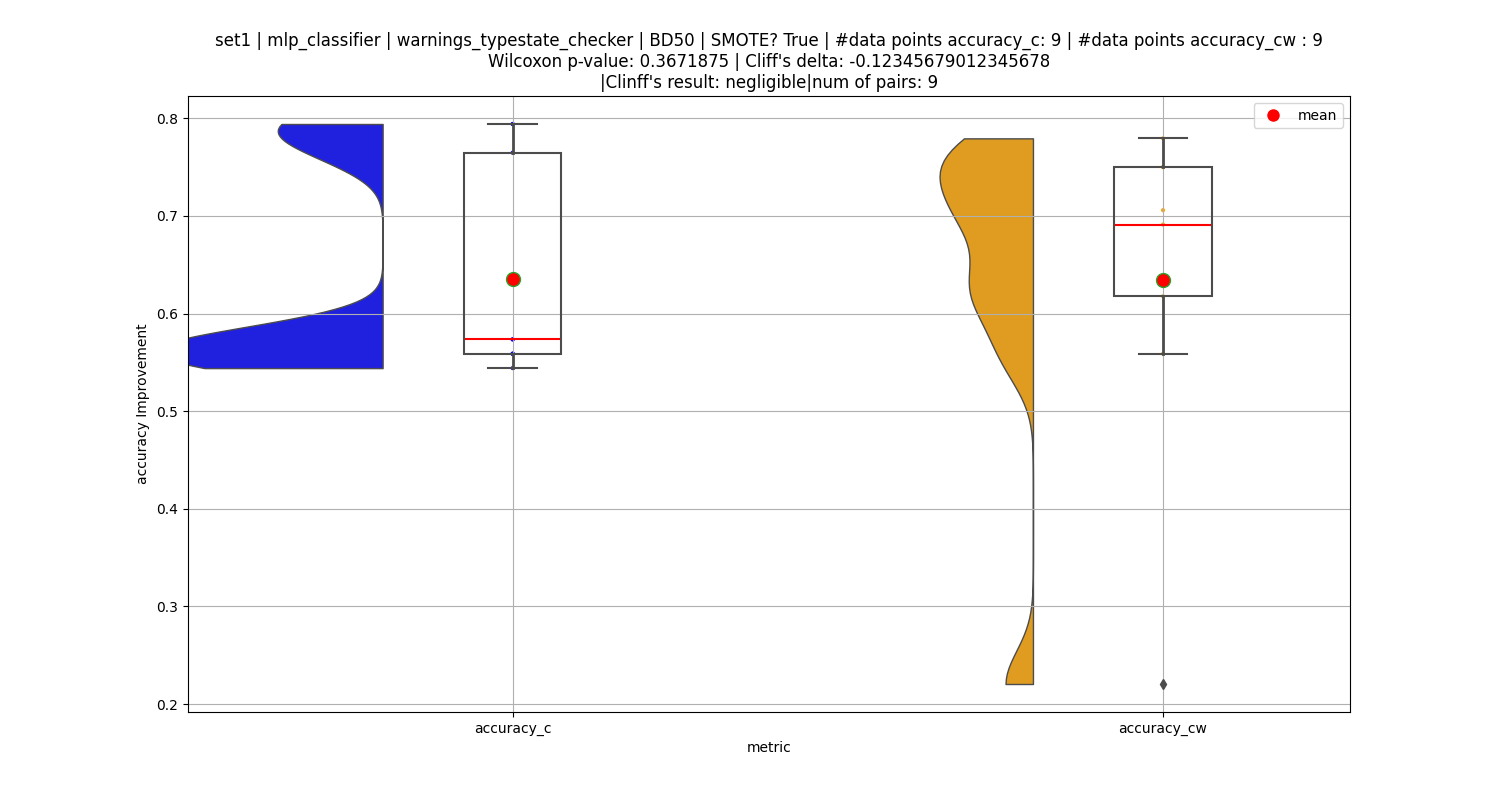 set1 | mlp_classifier | warnings_typestate_checker | BD50 | SMOTE? True | #data points accuracy_c: 9 | #data points accuracy_cw : 9
Wilcoxon p-value: 0.3671875 | Cliff's delta: -0.12345679012345678
|Clinff's result: negligible|num of pairs: 9
mean
0.8
0.7
0.6
0.5
0.4
0.3
0.2
accuracy Improvement
accuracy_c
accuracy_cw
metric